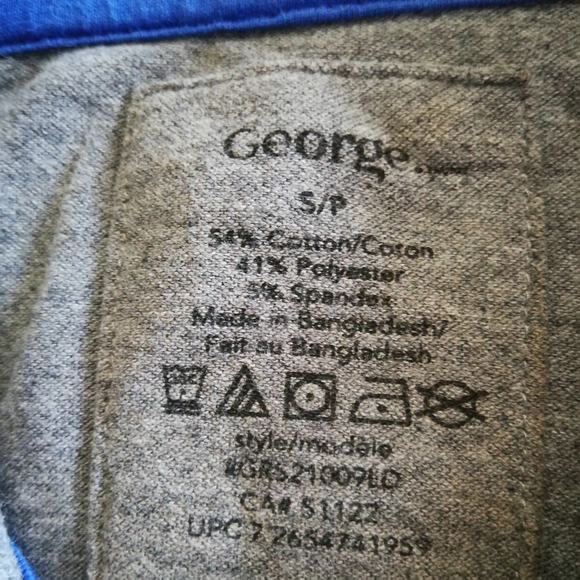 George.
S/P
54% Cotton/Coton
41% Polyester
5% Spandex
Made in Bangladesh/
Fait au Bangladesh
style/modèle
#GRS21009LD
CA# 51122
UPC 7 2654741959